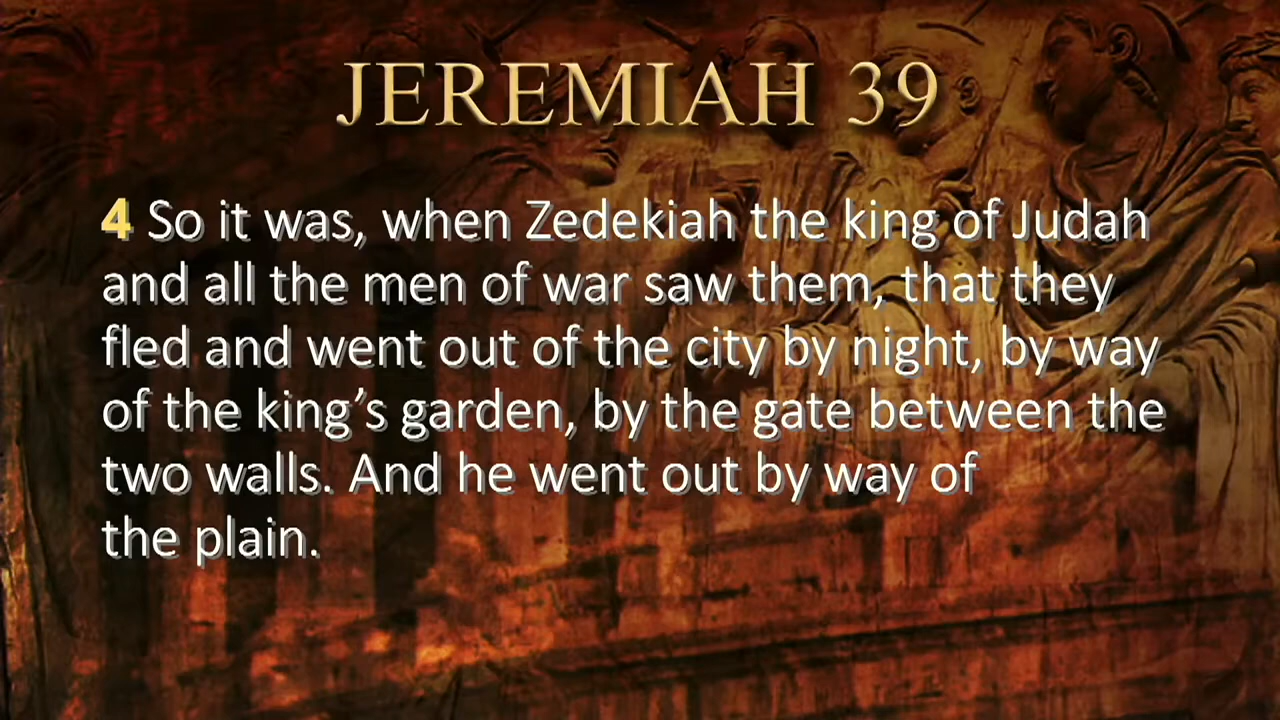 JEREMIAH 39
4 So it was, when Zedekiah the king of Judah
and all the men of war saw them, that they
fled and went out of the city by night, by way
of the king’s garden, by the gate between the
two walls. And he went out by way of
the plain.